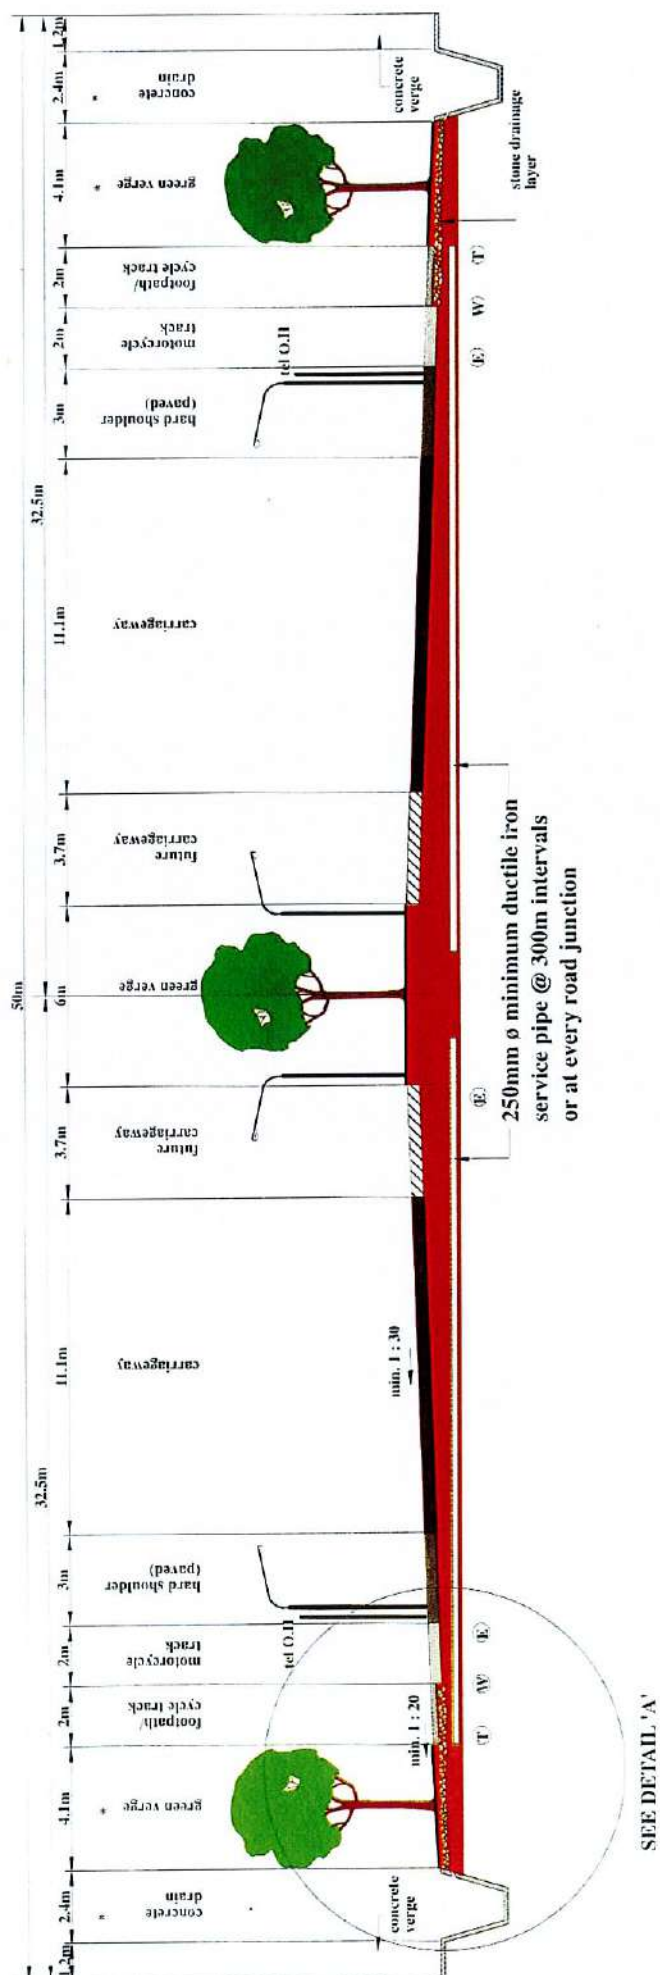 50m
32.5m
32.5m
1.2m
2.4m
4.1m
2m
2m
3m
11.1m
3.7m
6m
3.7m
11.1m
3m
2m
2m
4.1m
2.4m
1.2m
concrete
drain
*
green verge
*
footpath/
cycle track
motorcycle
track
hard shoulder
(paved)
carriageway
future
carriageway
green verge
future
carriageway
carriageway
hard shoulder
(paved)
motorcycle
track
footpath/
cycle track
green verge
*
concrete
drain
*
concrete
verge
tel O.H
tel O.H
concrete
verge
min. 1 : 20
min. 1 : 30
(T)
(W)
(E)
(E)
(E)
W)
(T)
stone drainage
layer
250mm ø minimum ductile iron
service pipe @ 300m intervals
or at every road junction
SEE DETAIL 'A'